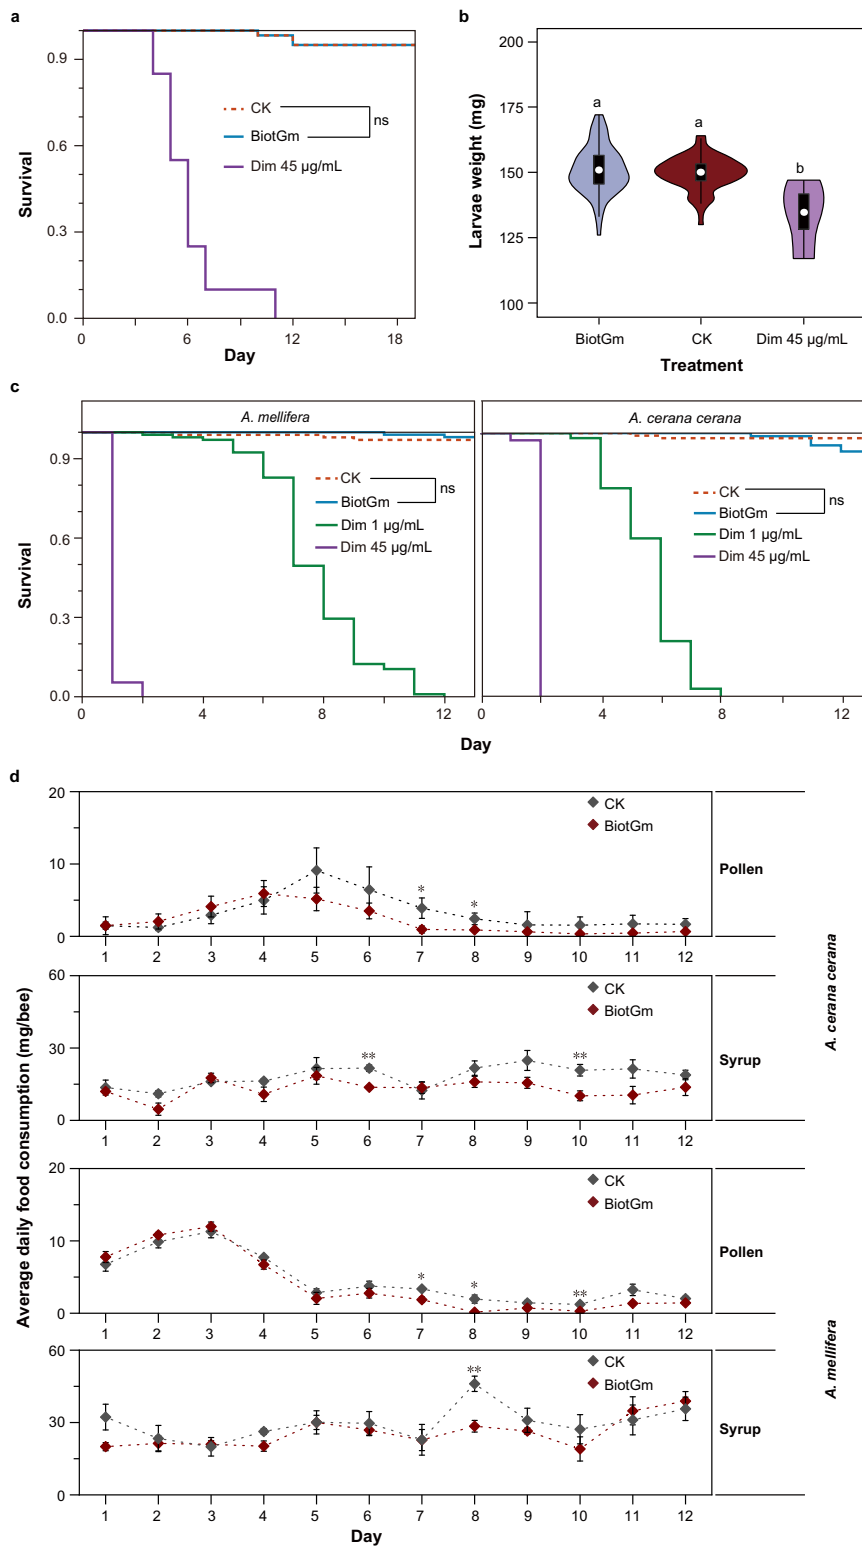 a
Survival
0.9
0.6
0.3
0.0
CK
BiotGm
ns
Dim 45 µg/mL
0 6 12 18
Day
b
Larvae weight (mg)
200
175
150
125
100
a
a
b
BiotGm CK Dim 45 µg/mL
Treatment
c
A. mellifera
Survival
0.9
0.6
0.3
0.0
CK
BiotGm
ns
Dim 1 µg/mL
Dim 45 µg/mL
0 4 8 12
A. cerana cerana
CK
BiotGm
ns
Dim 1 µg/mL
Dim 45 µg/mL
0 4 8 12
Day
d
Average daily food consumption (mg/bee)
20
10
0
CK
BiotGm
* *
1 2 3 4 5 6 7 8 9 10 11 12
Pollen
60
30
0
CK
BiotGm
** **
1 2 3 4 5 6 7 8 9 10 11 12
Syrup
A. cerana cerana
20
10
0
CK
BiotGm
* * **
1 2 3 4 5 6 7 8 9 10 11 12
Pollen
60
30
0
CK
BiotGm
**
1 2 3 4 5 6 7 8 9 10 11 12
Syrup
A. mellifera
Day